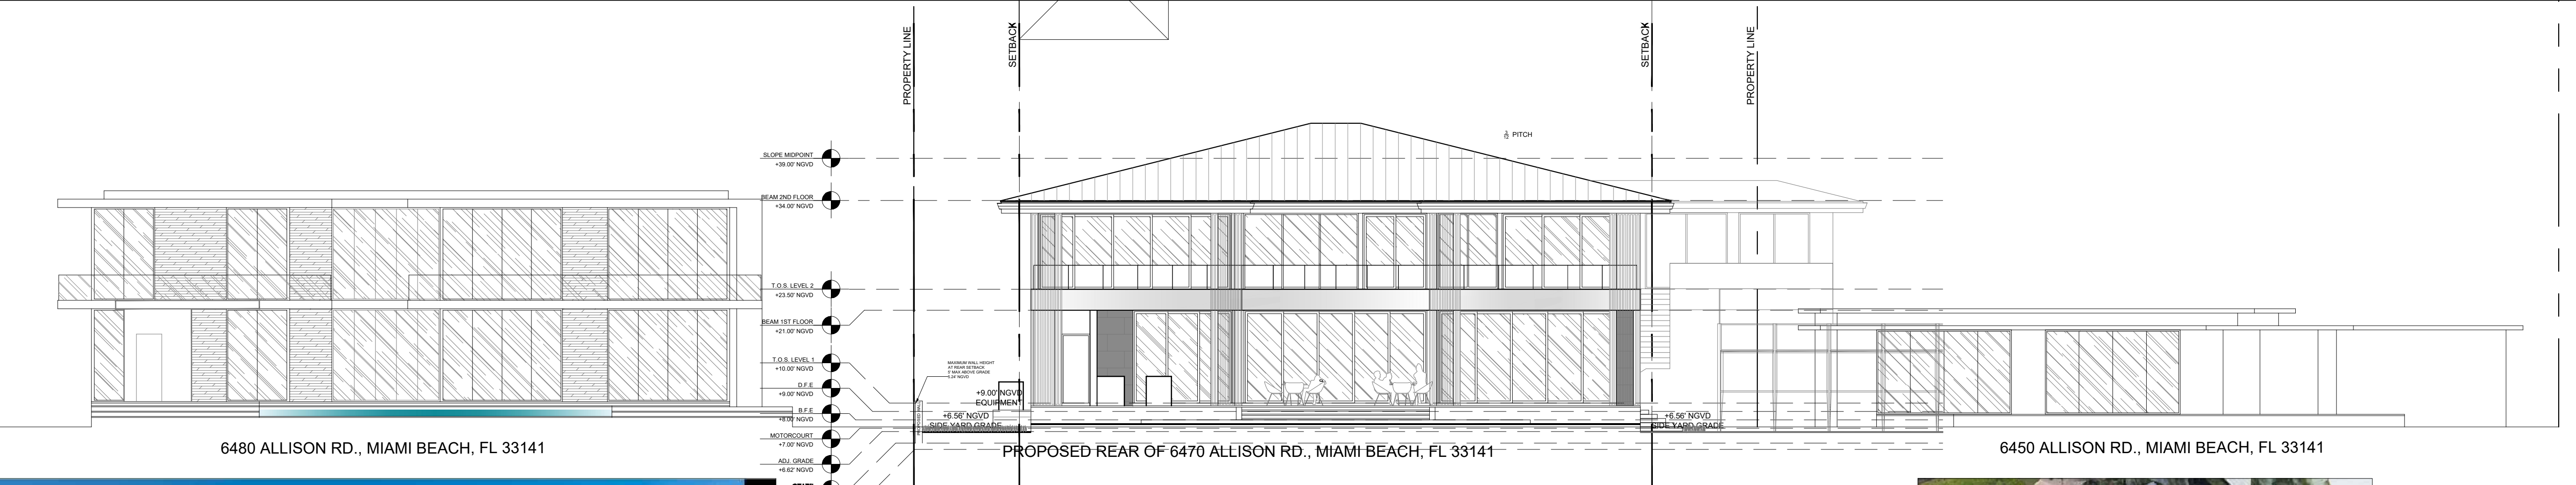 PROPERTY LINE
SETBACK
SETBACK
PROPERTY LINE
PITCH
SLOPE MIDPOINT
+39.00' NGVD
BEAM 2ND FLOOR
+34.00' NGVD
T.O.S. LEVEL 2
+23.50' NGVD
BEAM 1ST FLOOR
+21.00' NGVD
T.O.S. LEVEL 1
+10.00' NGVD
D.F.E
+9.00' NGVD
B.F.E
+8.00' NGVD
MOTORCOURT
+7.00' NGVD
ADJ. GRADE
+6.62' NGVD
MAXIMUM WALL HEIGHT
AT REAR SETBACK
5' MAX ABOVE GRADE
+9.00' NGVD
EQUIPMENT
+6.56' NGVD
SIDE YARD GRADE
+6.56' NGVD
SIDE YARD GRADE
6480 ALLISON RD., MIAMI BEACH, FL 33141
PROPOSED REAR OF 6470 ALLISON RD., MIAMI BEACH, FL 33141
6450 ALLISON RD., MIAMI BEACH, FL 33141